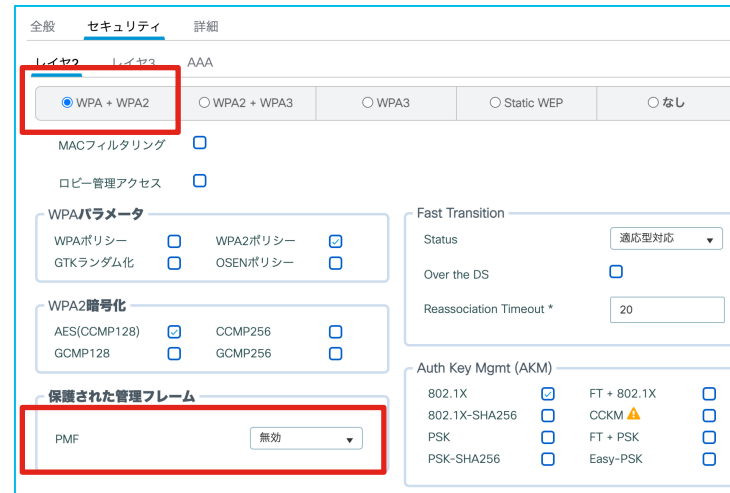 全般 セキュリティ 詳細
レイヤ2 レイヤ3 AAA
WPA + WPA2 WPA2 + WPA3 WPA3 Static WEP なし
MACフィルタリング
ロビー管理アクセス
WPAパラメータ
WPAポリシー WPA2ポリシー
GTKランダム化 OSENポリシー
WPA2暗号化
AES(CCMP128) CCMP256
GCMP128 GCMP256
保護された管理フレーム
PMF 無効
Fast Transition
Status 適応型対応
Over the DS
Reassociation Timeout * 20
Auth Key Mgmt (AKM)
802.1X FT + 802.1X
802.1X-SHA256 CCKM
PSK FT + PSK
PSK-SHA256 Easy-PSK